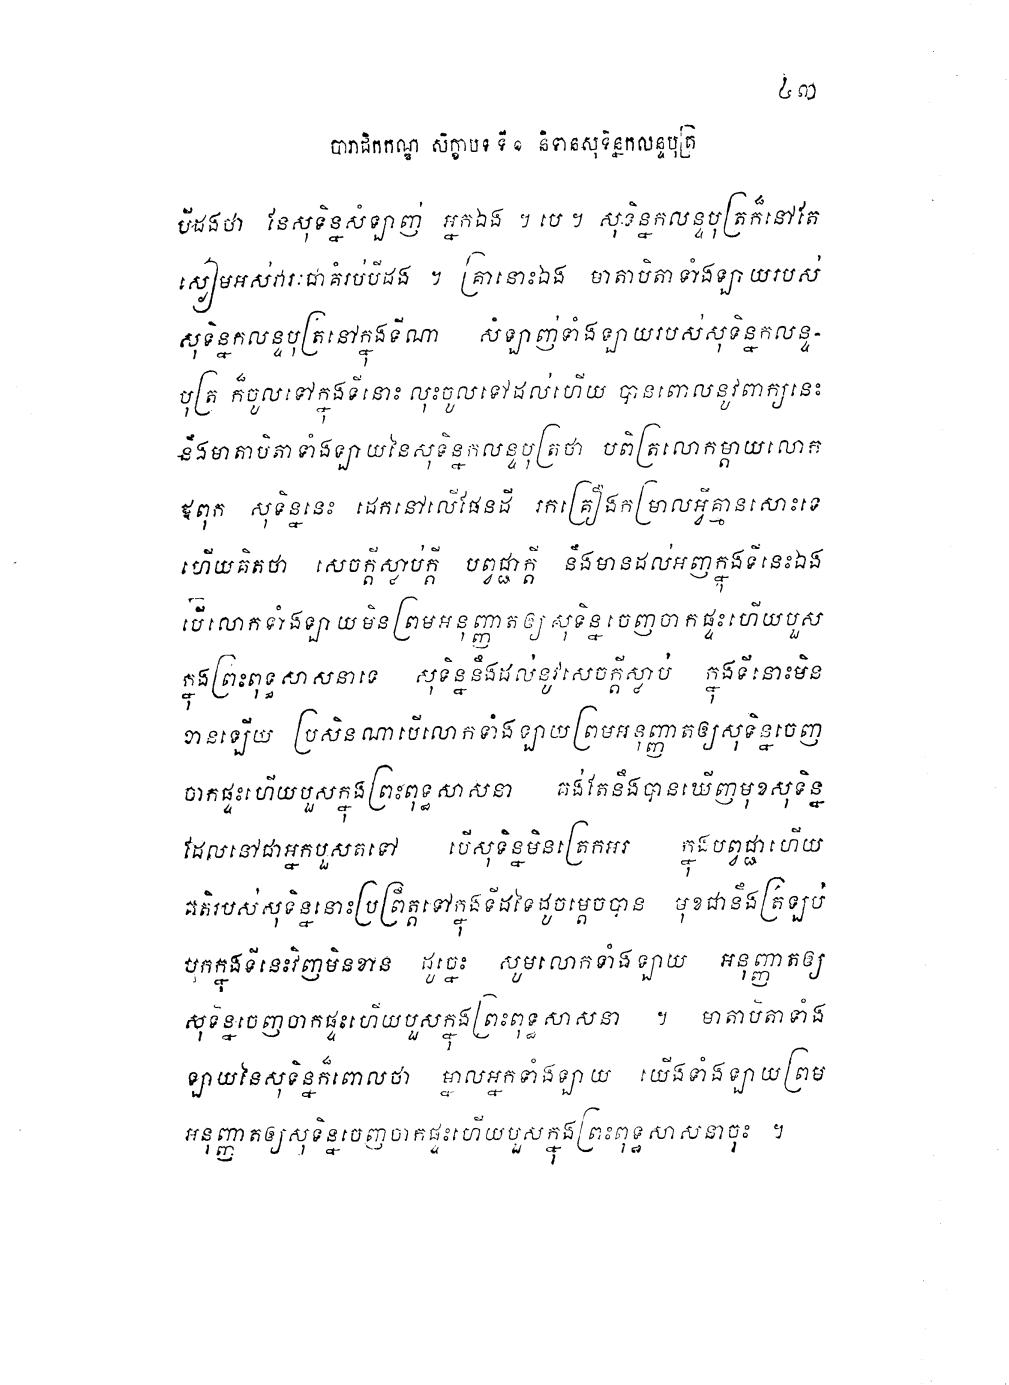 ៤៣
បារាជិកកណ្ឌ សិក្ខាបទ ទី ១ និទានសុទិន្នកលន្ទបុត្រ
បីដងថា នែសុទិន្នសំឡាញ់ អ្នកឯង ។ បេ ។ សុទិន្នកលន្ទបុត្រក៏នៅតែ
ស្ងៀមអស់វារៈជាគំរប់បីដង ។ គ្រានោះឯង មាតាបិតាទាំងឡាយរបស់
សុទិន្នកលន្ទបុត្រនៅក្នុងទីណា សំឡាញ់ទាំងឡាយរបស់សុទិន្នកលន្ទ-
បុត្រ ក៏ចូលទៅក្នុងទីនោះ លុះចូលទៅដល់ហើយ បានពោលនូវពាក្យនេះ
នឹងមាតាបិតាទាំងឡាយនៃសុទិន្នកលន្ទបុត្រថា បពិត្រលោកម្តាយលោក
ឪពុក សុទិន្ននេះ ដេកនៅលើផែនដី រកគ្រឿងកម្រាលអ្វីគ្មានសោះទេ
ហើយគិតថា សេចក្តីស្លាប់ក្តី បព្វជ្ជាក្តី នឹងមានដល់អញក្នុងទីនេះឯង
បើលោកទាំងឡាយមិនព្រមអនុញ្ញាតឲ្យសុទិន្នចេញចាកផ្ទះហើយបួស
ក្នុងព្រះពុទ្ធសាសនាទេ សុទិន្ននឹងដល់នូវសេចក្តីស្លាប់ ក្នុងទីនោះមិន
ខានឡើយ ប្រសិនណាបើលោកទាំងឡាយព្រមអនុញ្ញាតឲ្យសុទិន្នចេញ
ចាកផ្ទះហើយបួសក្នុងព្រះពុទ្ធសាសនា គង់តែនឹងបានឃើញមុខសុទិន្ន
ដែលនៅជាអ្នកបួសតទៅ បើសុទិន្នមិនត្រេកអរ ក្នុងបព្វជ្ជាហើយ
គតិរបស់សុទិន្ននោះប្រព្រឹត្តទៅក្នុងទីដទៃដូចម្តេចបាន មុខជានឹងត្រឡប់
មកក្នុងទីនេះវិញមិនខាន ដូច្នេះ សូមលោកទាំងឡាយ អនុញ្ញាតឲ្យ
សុទិន្នចេញចាកផ្ទះហើយបួសក្នុងព្រះពុទ្ធសាសនា ។ មាតាបិតាទាំង
ឡាយនៃសុទិន្នក៏ពោលថា ម្នាលអ្នកទាំងឡាយ យើងទាំងឡាយព្រម
អនុញ្ញាតឲ្យសុទិន្នចេញចាកផ្ទះហើយបួសក្នុងព្រះពុទ្ធសាសនាចុះ ។